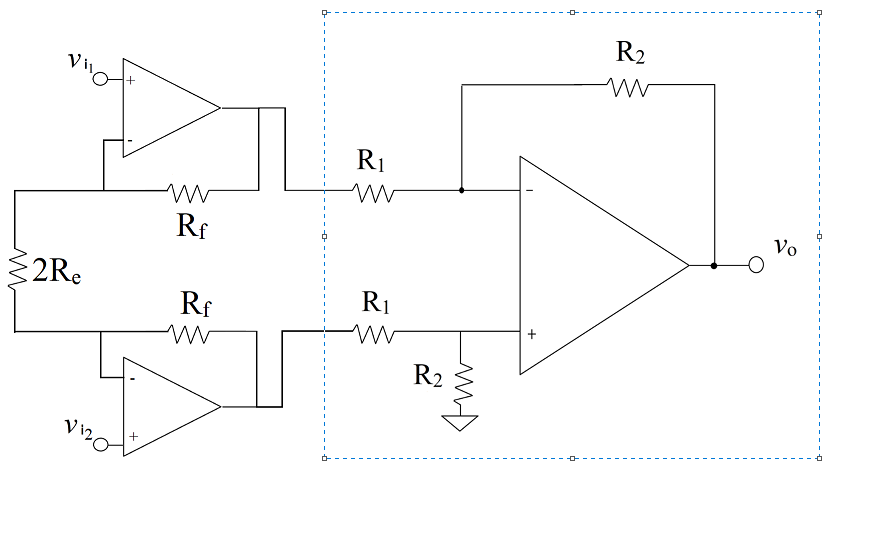 R₂
vi₁
+
-
R₁
Rf
-
vo
2Re
Rf
R₁
+
R₂
-
vi₂
+